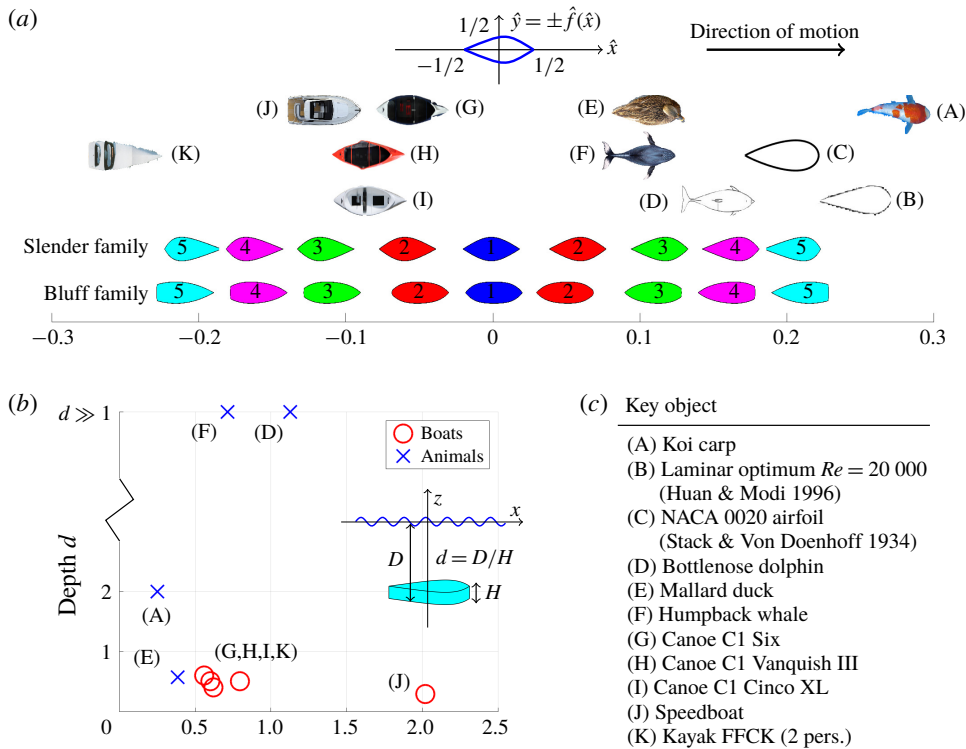 (a)
1/2
ŷ = ±f̂(x̂)
x̂
−1/2
1/2
Direction of motion
(J)
(G)
(E)
(A)
(K)
(H)
(F)
(C)
(I)
(D)
(B)
Slender family
5 4 3 2 1 2 3 4 5
Bluff family
5 4 3 2 1 2 3 4 5
−0.3 −0.2 −0.1 0 0.1 0.2 0.3
(b)
d ≫ 1
(F)
(D)
Boats
Animals
z
x
D
d = D/H
H
Depth d
2
(A)
1
(E)
(G,H,I,K)
(J)
0 0.5 1.0 1.5 2.0 2.5
(c)
Key object
(A) Koi carp
(B) Laminar optimum Re = 20 000
(Huan & Modi 1996)
(C) NACA 0020 airfoil
(Stack & Von Doenhoff 1934)
(D) Bottlenose dolphin
(E) Mallard duck
(F) Humpback whale
(G) Canoe C1 Six
(H) Canoe C1 Vanquish III
(I) Canoe C1 Cinco XL
(J) Speedboat
(K) Kayak FFCK (2 pers.)